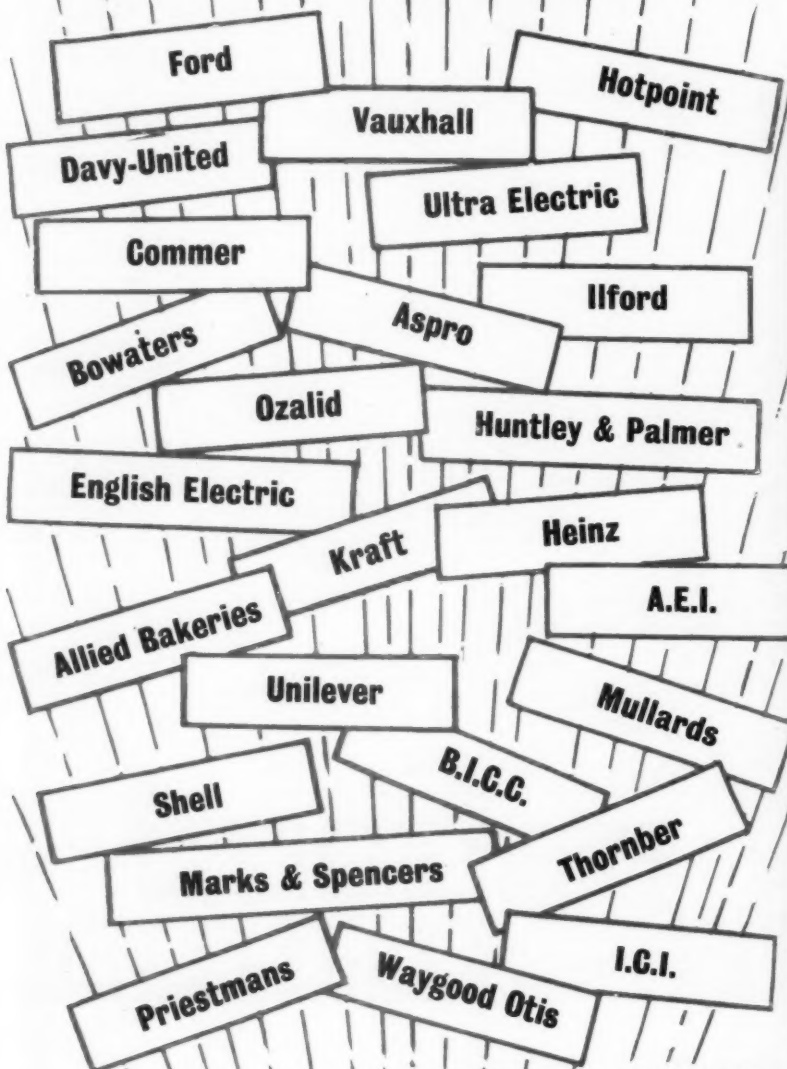 Ford
Hotpoint
Vauxhall
Davy-United
Ultra Electric
Commer
Ilford
Aspro
Bowaters
Ozalid
Huntley & Palmer
English Electric
Heinz
Kraft
A.E.I.
Allied Bakeries
Unilever
Mullards
B.I.C.C.
Shell
Thornber
Marks & Spencers
I.C.I.
Waygood Otis
Priestmans